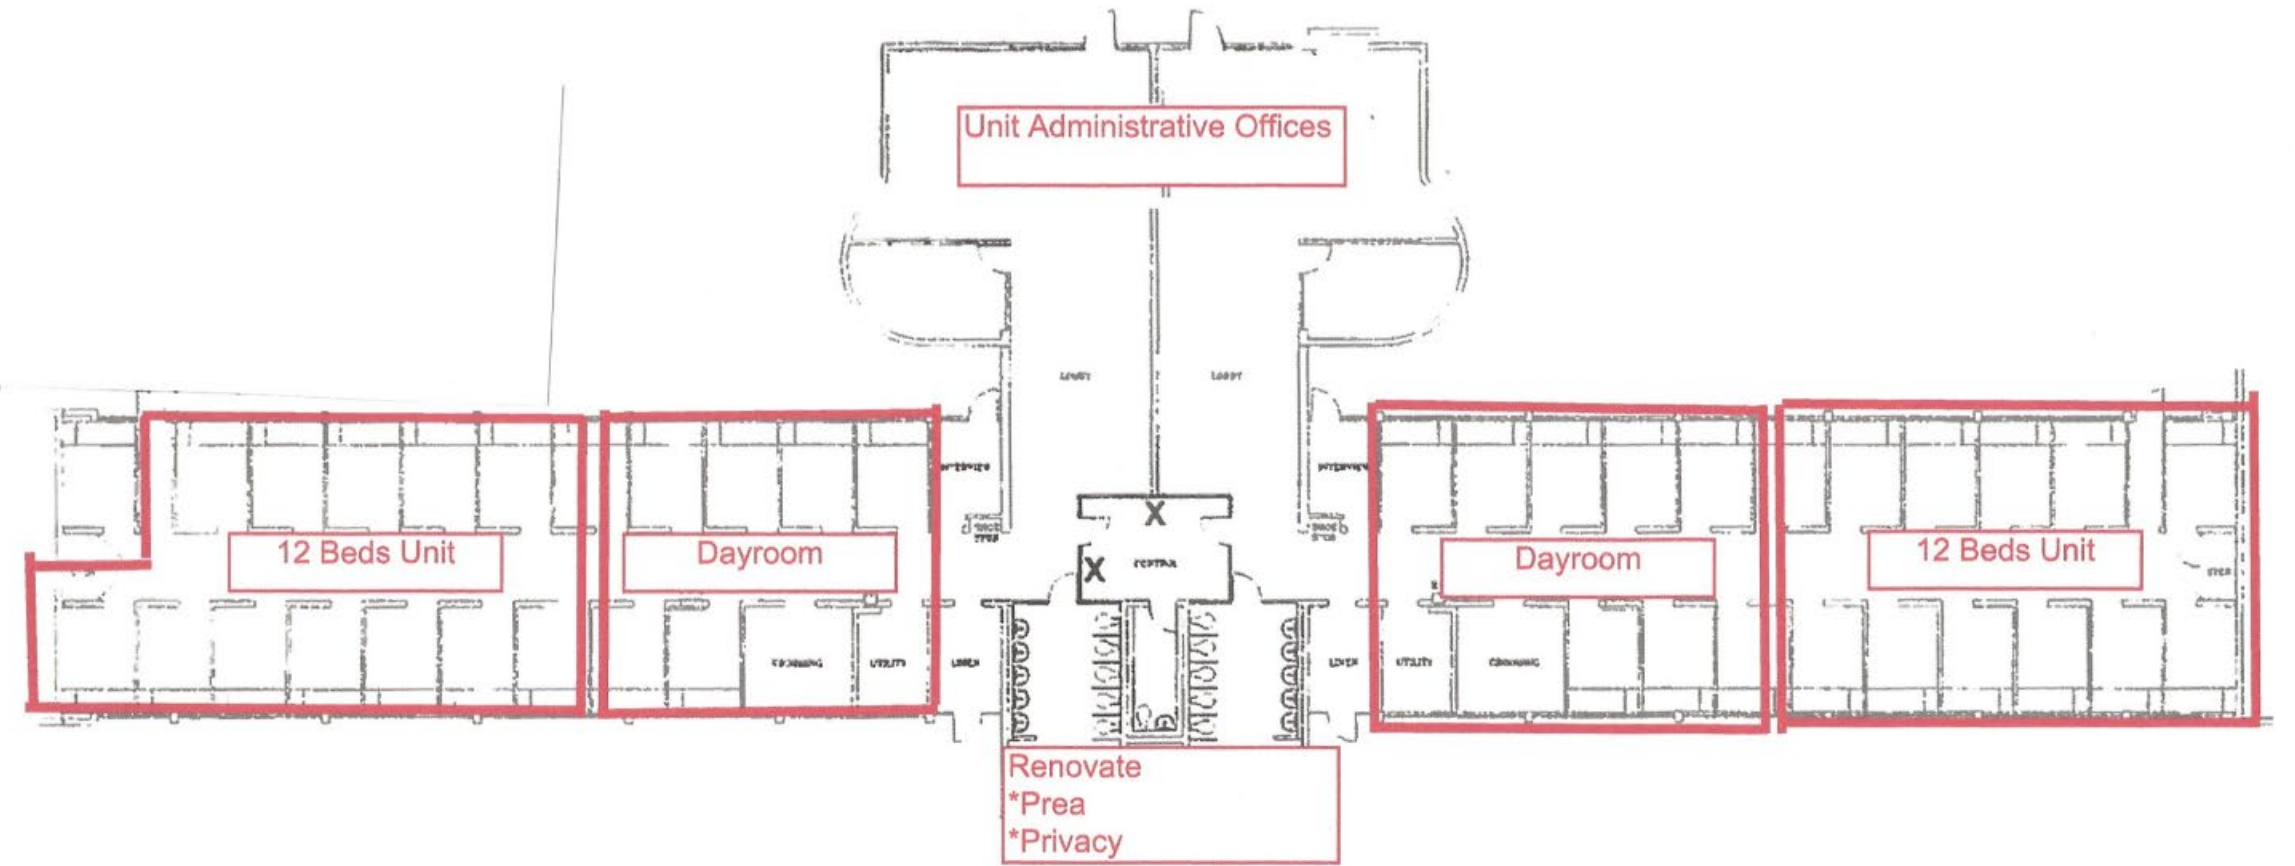 Unit Administrative Offices
LOBBY
LOBBY
12 Beds Unit
Dayroom
X
X
Dayroom
12 Beds Unit
UTILITY
LINEN
LINEN
UTILITY
GROOMING
Renovate
*Prea
*Privacy